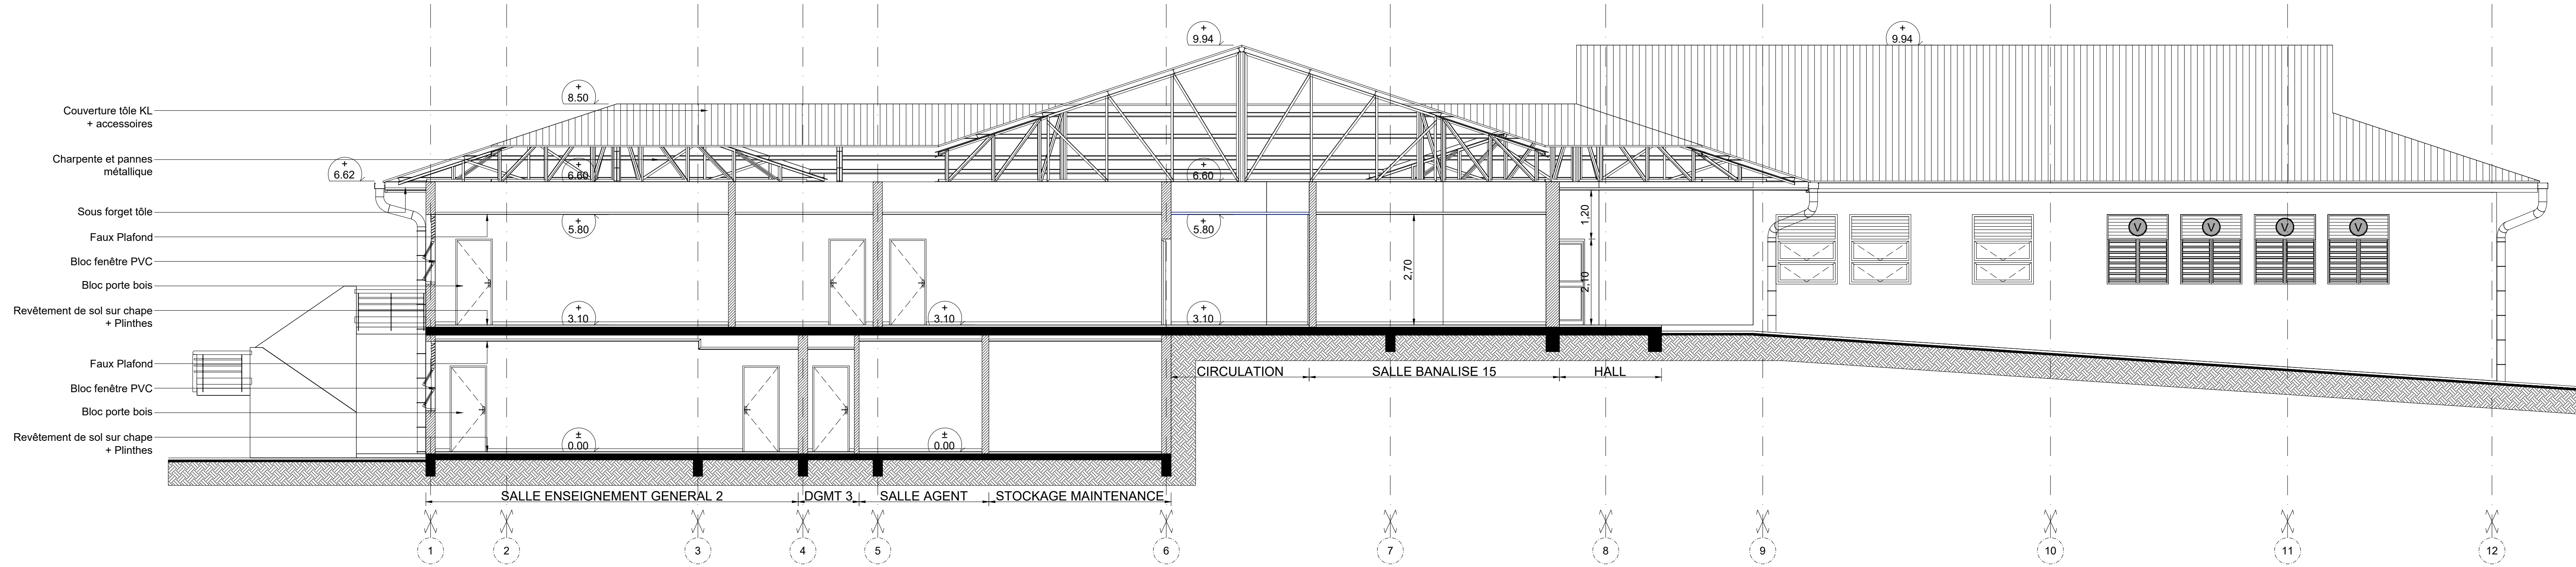 +
9.94
+
9.94
+
8.50
Couverture tôle KL
+ accessoires
Charpente et pannes
métallique
+
6.62
+
6.60
+
6.60
Sous forget tôle
Faux Plafond
+
5.80
+
5.80
1,20
Bloc fenêtre PVC
Bloc porte bois
2,70
2,10
V
V
V
V
Revêtement de sol sur chape
+ Plinthes
+
3.10
+
3.10
+
3.10
Faux Plafond
Bloc fenêtre PVC
Bloc porte bois
Revêtement de sol sur chape
+ Plinthes
±
0.00
±
0.00
CIRCULATION
SALLE BANALISE 15
HALL
SALLE ENSEIGNEMENT GENERAL 2
DGMT 3
SALLE AGENT
STOCKAGE MAINTENANCE
1
2
3
4
5
6
7
8
9
10
11
12